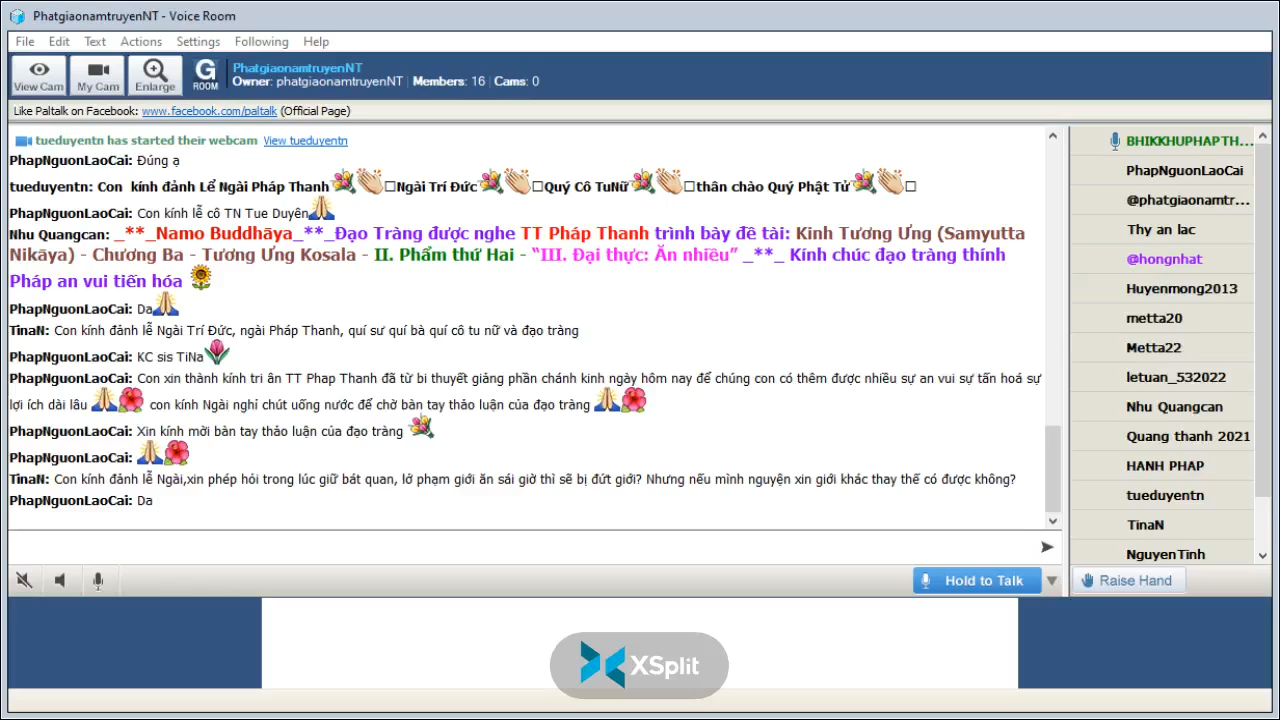 PhatgiaonamtruyenNT - Voice Room
File Edit Text Actions Settings Following Help
View Cam My Cam Enlarge G ROOM
PhatgiaonamtruyenNT
Owner: phatgiaonamtruyenNT Members: 16 Cams: 0
Like Paltalk on Facebook: www.facebook.com/paltalk (Official Page)
tueduyentn has started their webcam View tueduyentn
PhapNguonLaoCai: Đúng ạ
tueduyentn: Con kính đảnh Lể Ngài Pháp Thanh Ngài Trí Đức Quý Cô TuNữ thân chào Quý Phật Tử
PhapNguonLaoCai: Con kính lễ cô TN Tue Duyên
Nhu Quangcan: _**_Namo Buddhāya_**_Đạo Tràng được nghe TT Pháp Thanh trình bày đề tài: Kinh Tương Ưng (Samyutta
Nikāya) - Chương Ba - Tương Ưng Kosala - II. Phẩm thứ Hai - “III. Đại thực: Ăn nhiều” _**_ Kính chúc đạo tràng thính
Pháp an vui tiến hóa
PhapNguonLaoCai: Da
TinaN: Con kính đảnh lễ Ngài Trí Đức, ngài Pháp Thanh, quí sư quí bà quí cô tu nữ và đạo tràng
PhapNguonLaoCai: KC sis TiNa
PhapNguonLaoCai: Con xin thành kính tri ân TT Phap Thanh đã từ bi thuyết giảng phần chánh kinh ngày hôm nay để chúng con có thêm được nhiều sự an vui sự tấn hoá sự
lợi ích dài lâu con kính Ngài nghỉ chút uống nước để chờ bàn tay thảo luận của đạo tràng
PhapNguonLaoCai: Xin kính mời bàn tay thảo luận của đạo tràng
PhapNguonLaoCai:
TinaN: Con kính đảnh lễ Ngài,xin phép hỏi trong lúc giữ bát quan, lở phạm giới ăn sái giờ thì sẽ bị đứt giới? Nhưng nếu mình nguyện xin giới khác thay thế có được không?
PhapNguonLaoCai: Da
Hold to Talk
BHIKKHUPHAPTH...
PhapNguonLaoCai
@phatgiaonamtr...
Thy an lac
@hongnhat
Huyenmong2013
metta20
Metta22
letuan_532022
Nhu Quangcan
Quang thanh 2021
HANH PHAP
tueduyentn
TinaN
NguyenTinh
Raise Hand
XSplit